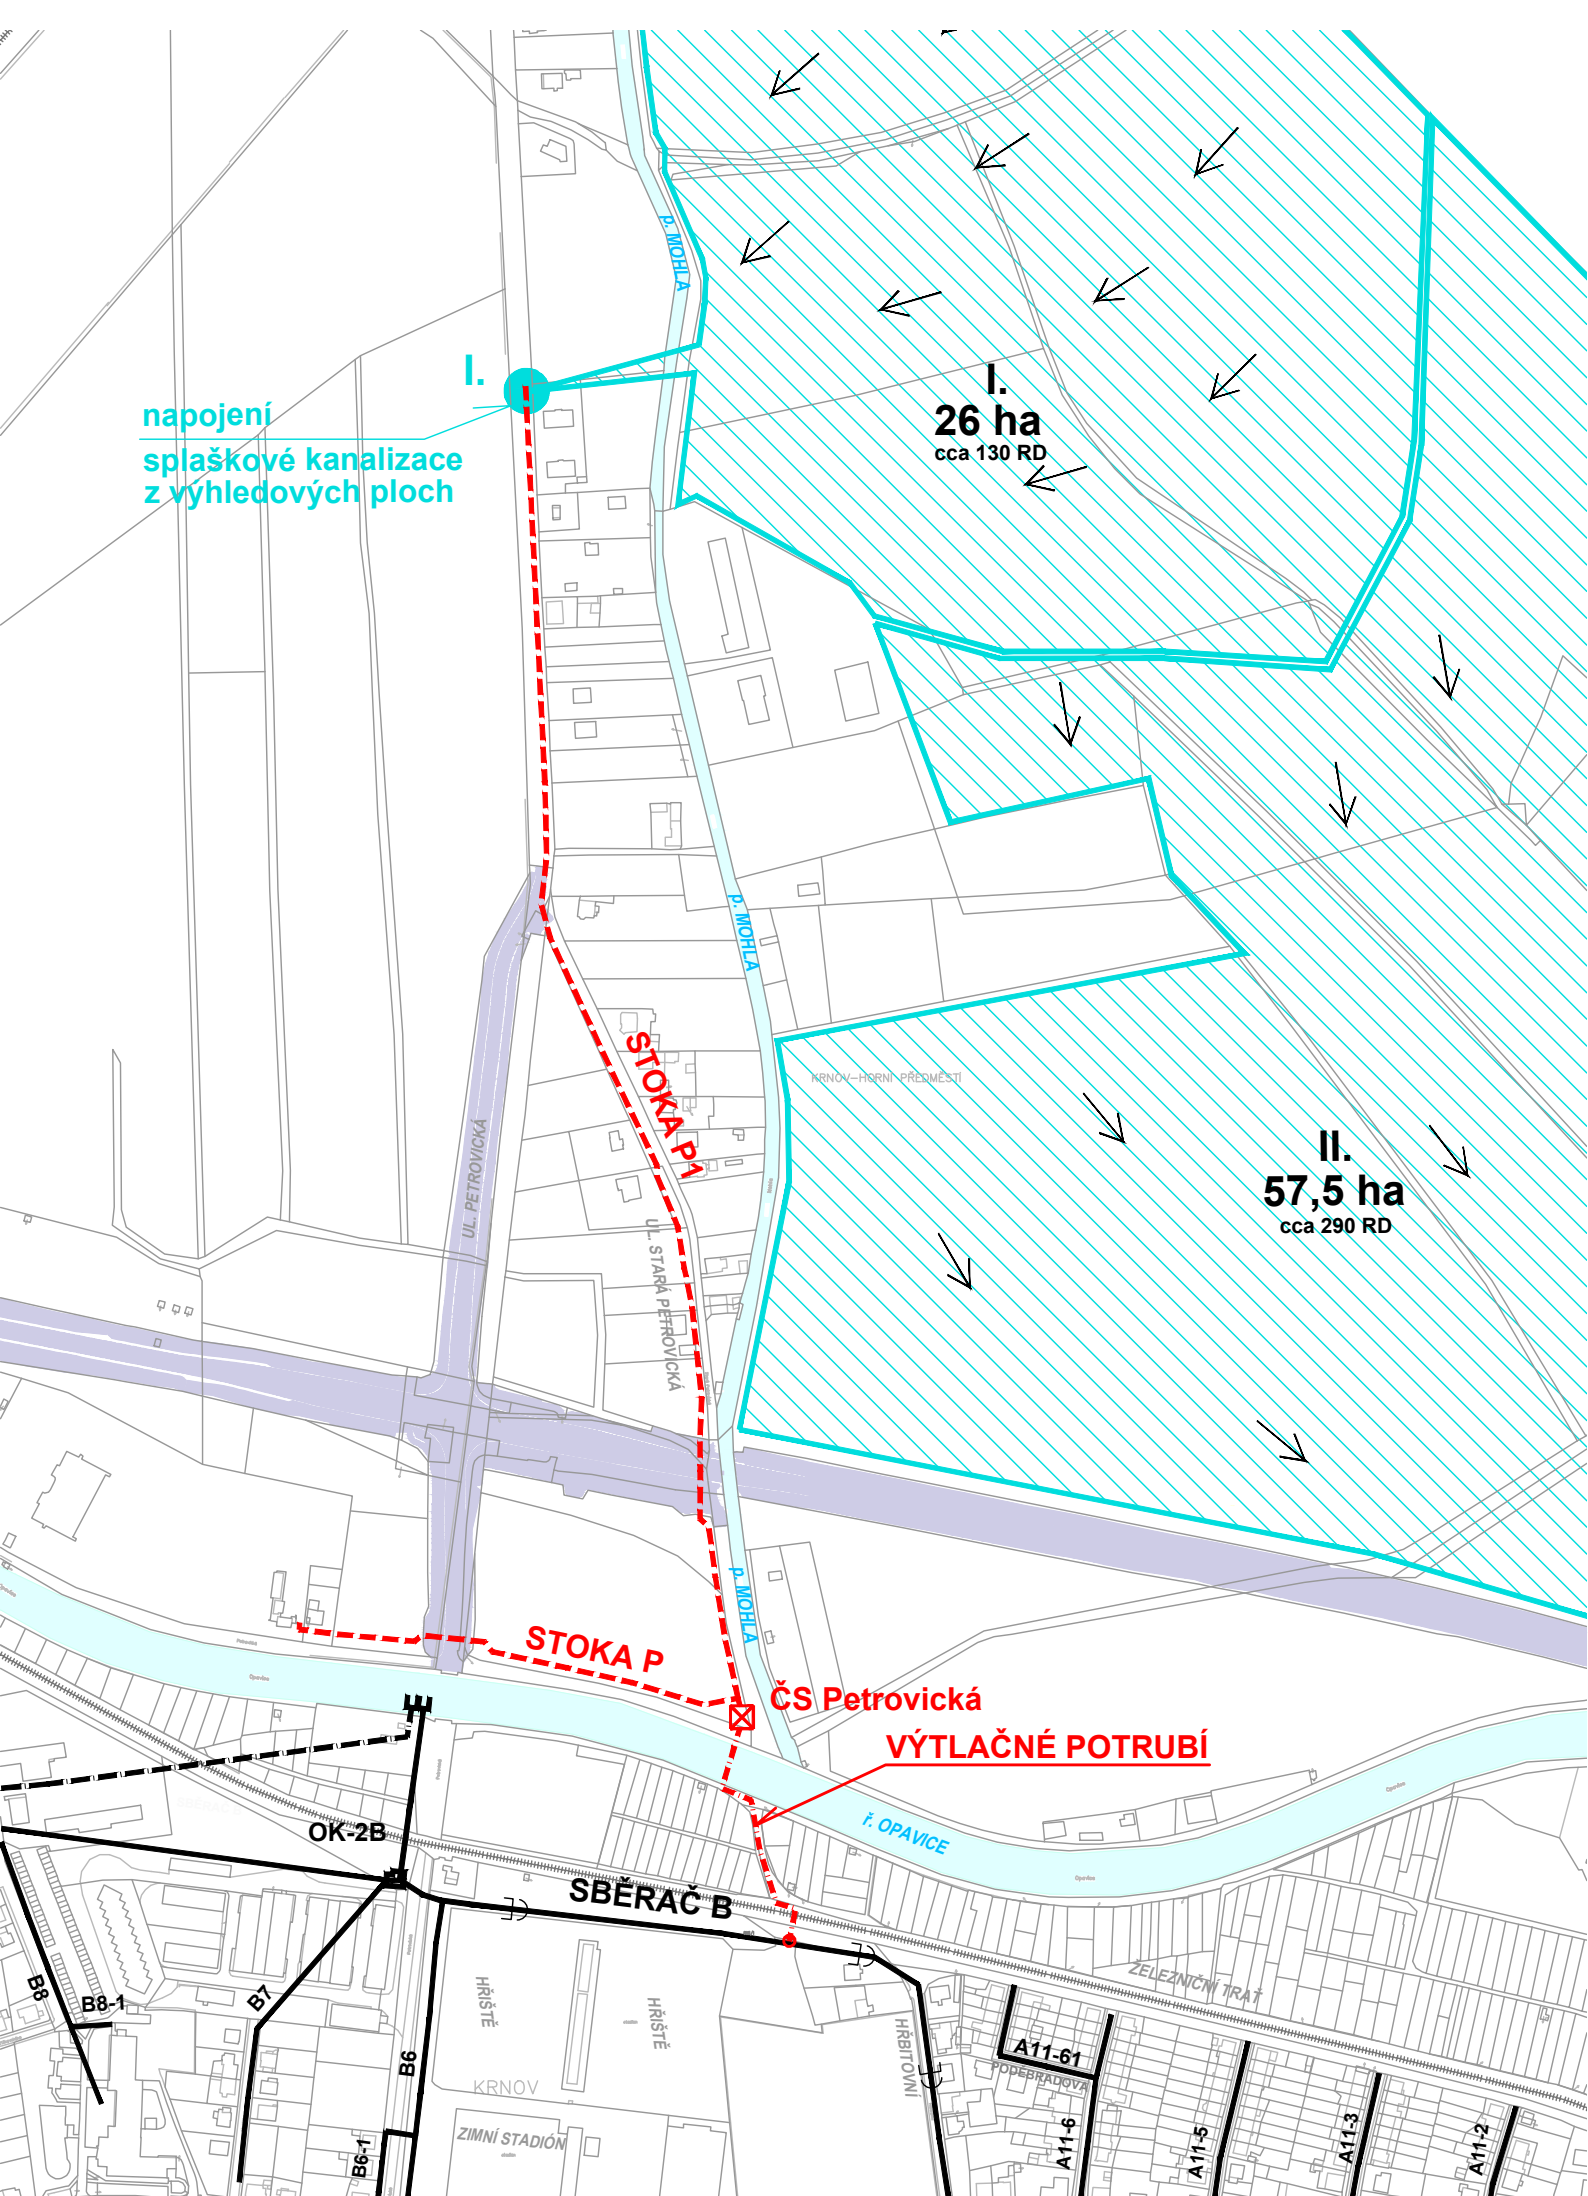 p. MOHLA
I.
napojení
splaškové kanalizace
z výhledových ploch
I.
26 ha
cca 130 RD
p. MOHLA
STOKA P1
KRNOV–HORNÍ PŘEDMĚSTÍ
UL. PETROVICKÁ
II.
57,5 ha
cca 290 RD
UL. STARÁ PETROVICKÁ
p. MOHLA
STOKA P
ČS Petrovická
VÝTLAČNÉ POTRUBÍ
Opavice
Opavice
OK-2B
ř. OPAVICE
Opavice
SBĚRAČ B
ŽELEZNIČNÍ TRAŤ
B8
B8-1
B7
HŘIŠTĚ
HŘIŠTĚ
HŘBITOVNÍ
B6
KRNOV
A11-61
PODĚBRADOVA
ZIMNÍ STADIÓN
B6-1
A11-6
A11-5
A11-3
A11-2